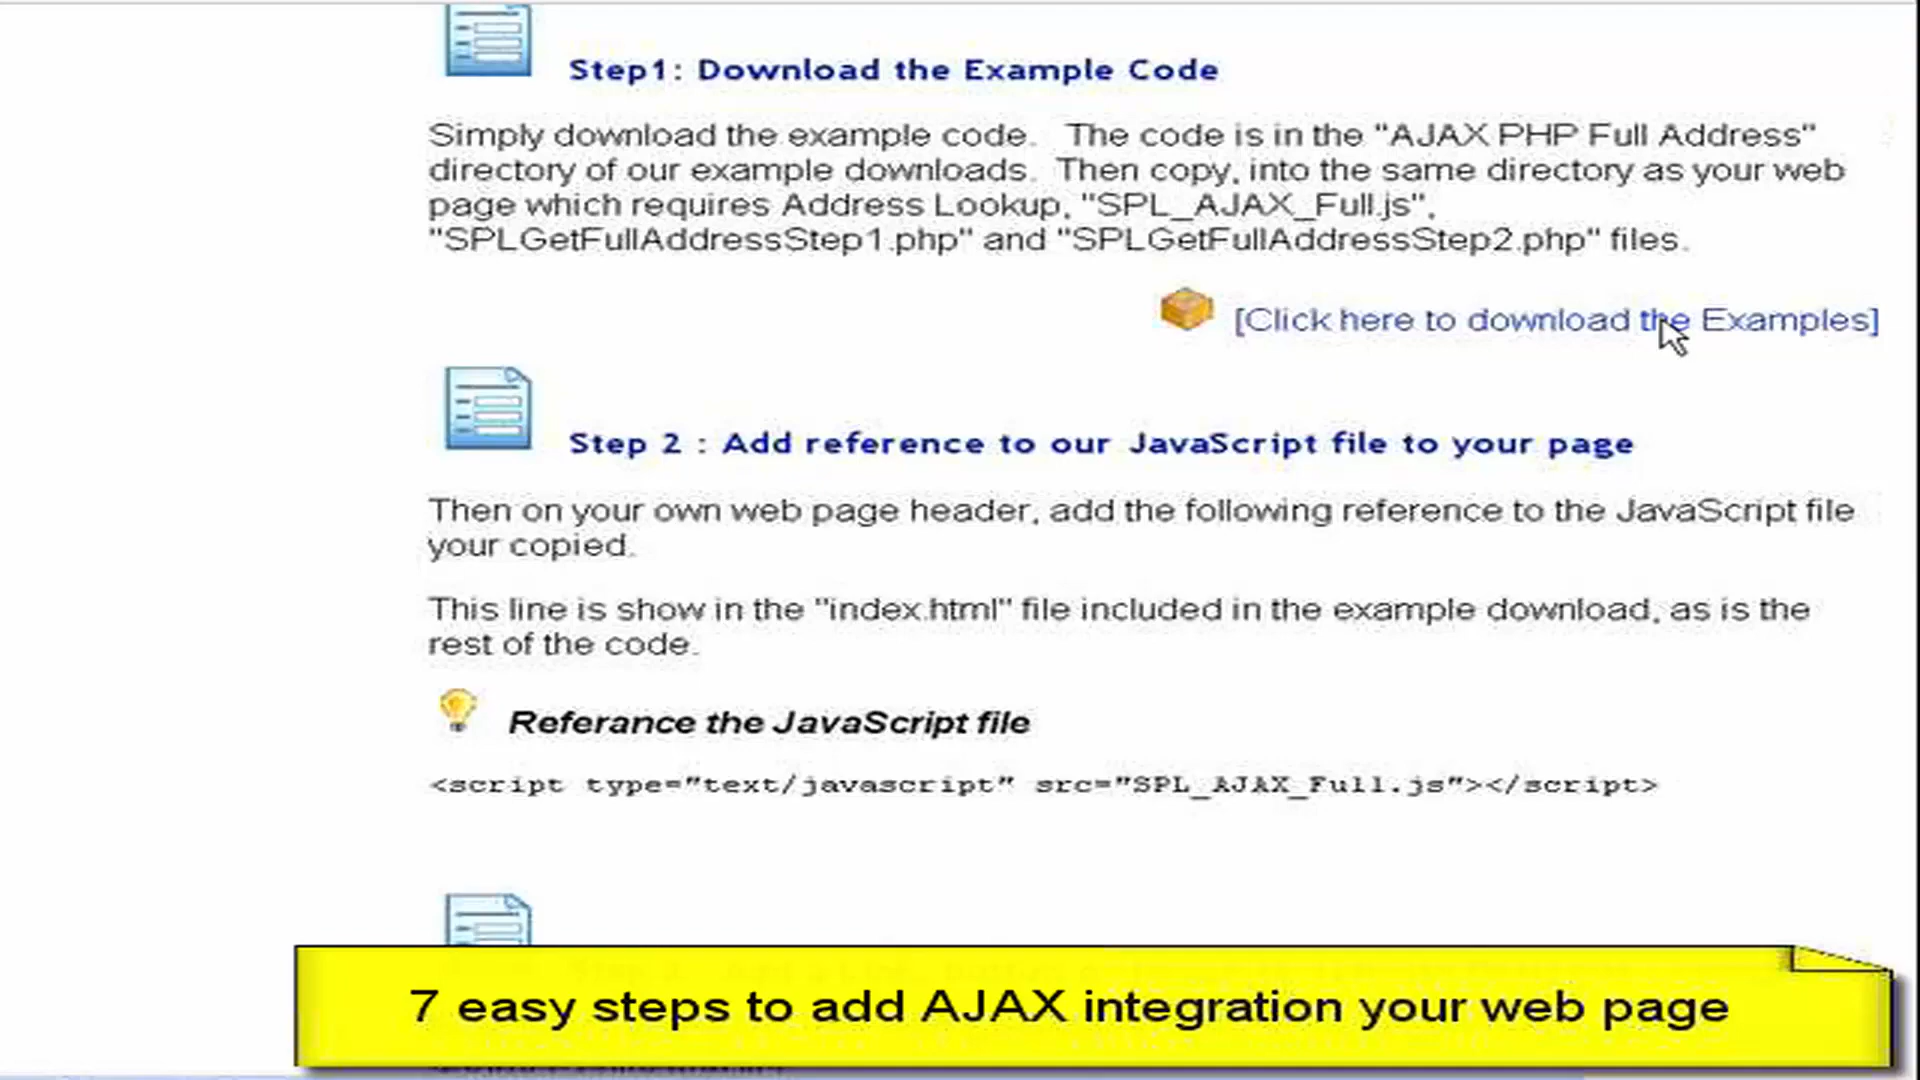 Step1: Download the Example Code
Simply download the example code.  The code is in the "AJAX PHP Full Address"
directory of our example downloads.  Then copy, into the same directory as your web
page which requires Address Lookup, "SPL_AJAX_Full.js",
"SPLGetFullAddressStep1.php" and "SPLGetFullAddressStep2.php" files.
[Click here to download the Examples]
Step 2 : Add reference to our JavaScript file to your page
Then on your own web page header, add the following reference to the JavaScript file
your copied.
This line is show in the "index.html" file included in the example download, as is the
rest of the code.
Referance the JavaScript file
<script type="text/javascript" src="SPL_AJAX_Full.js"></script>
7 easy steps to add AJAX integration your web page